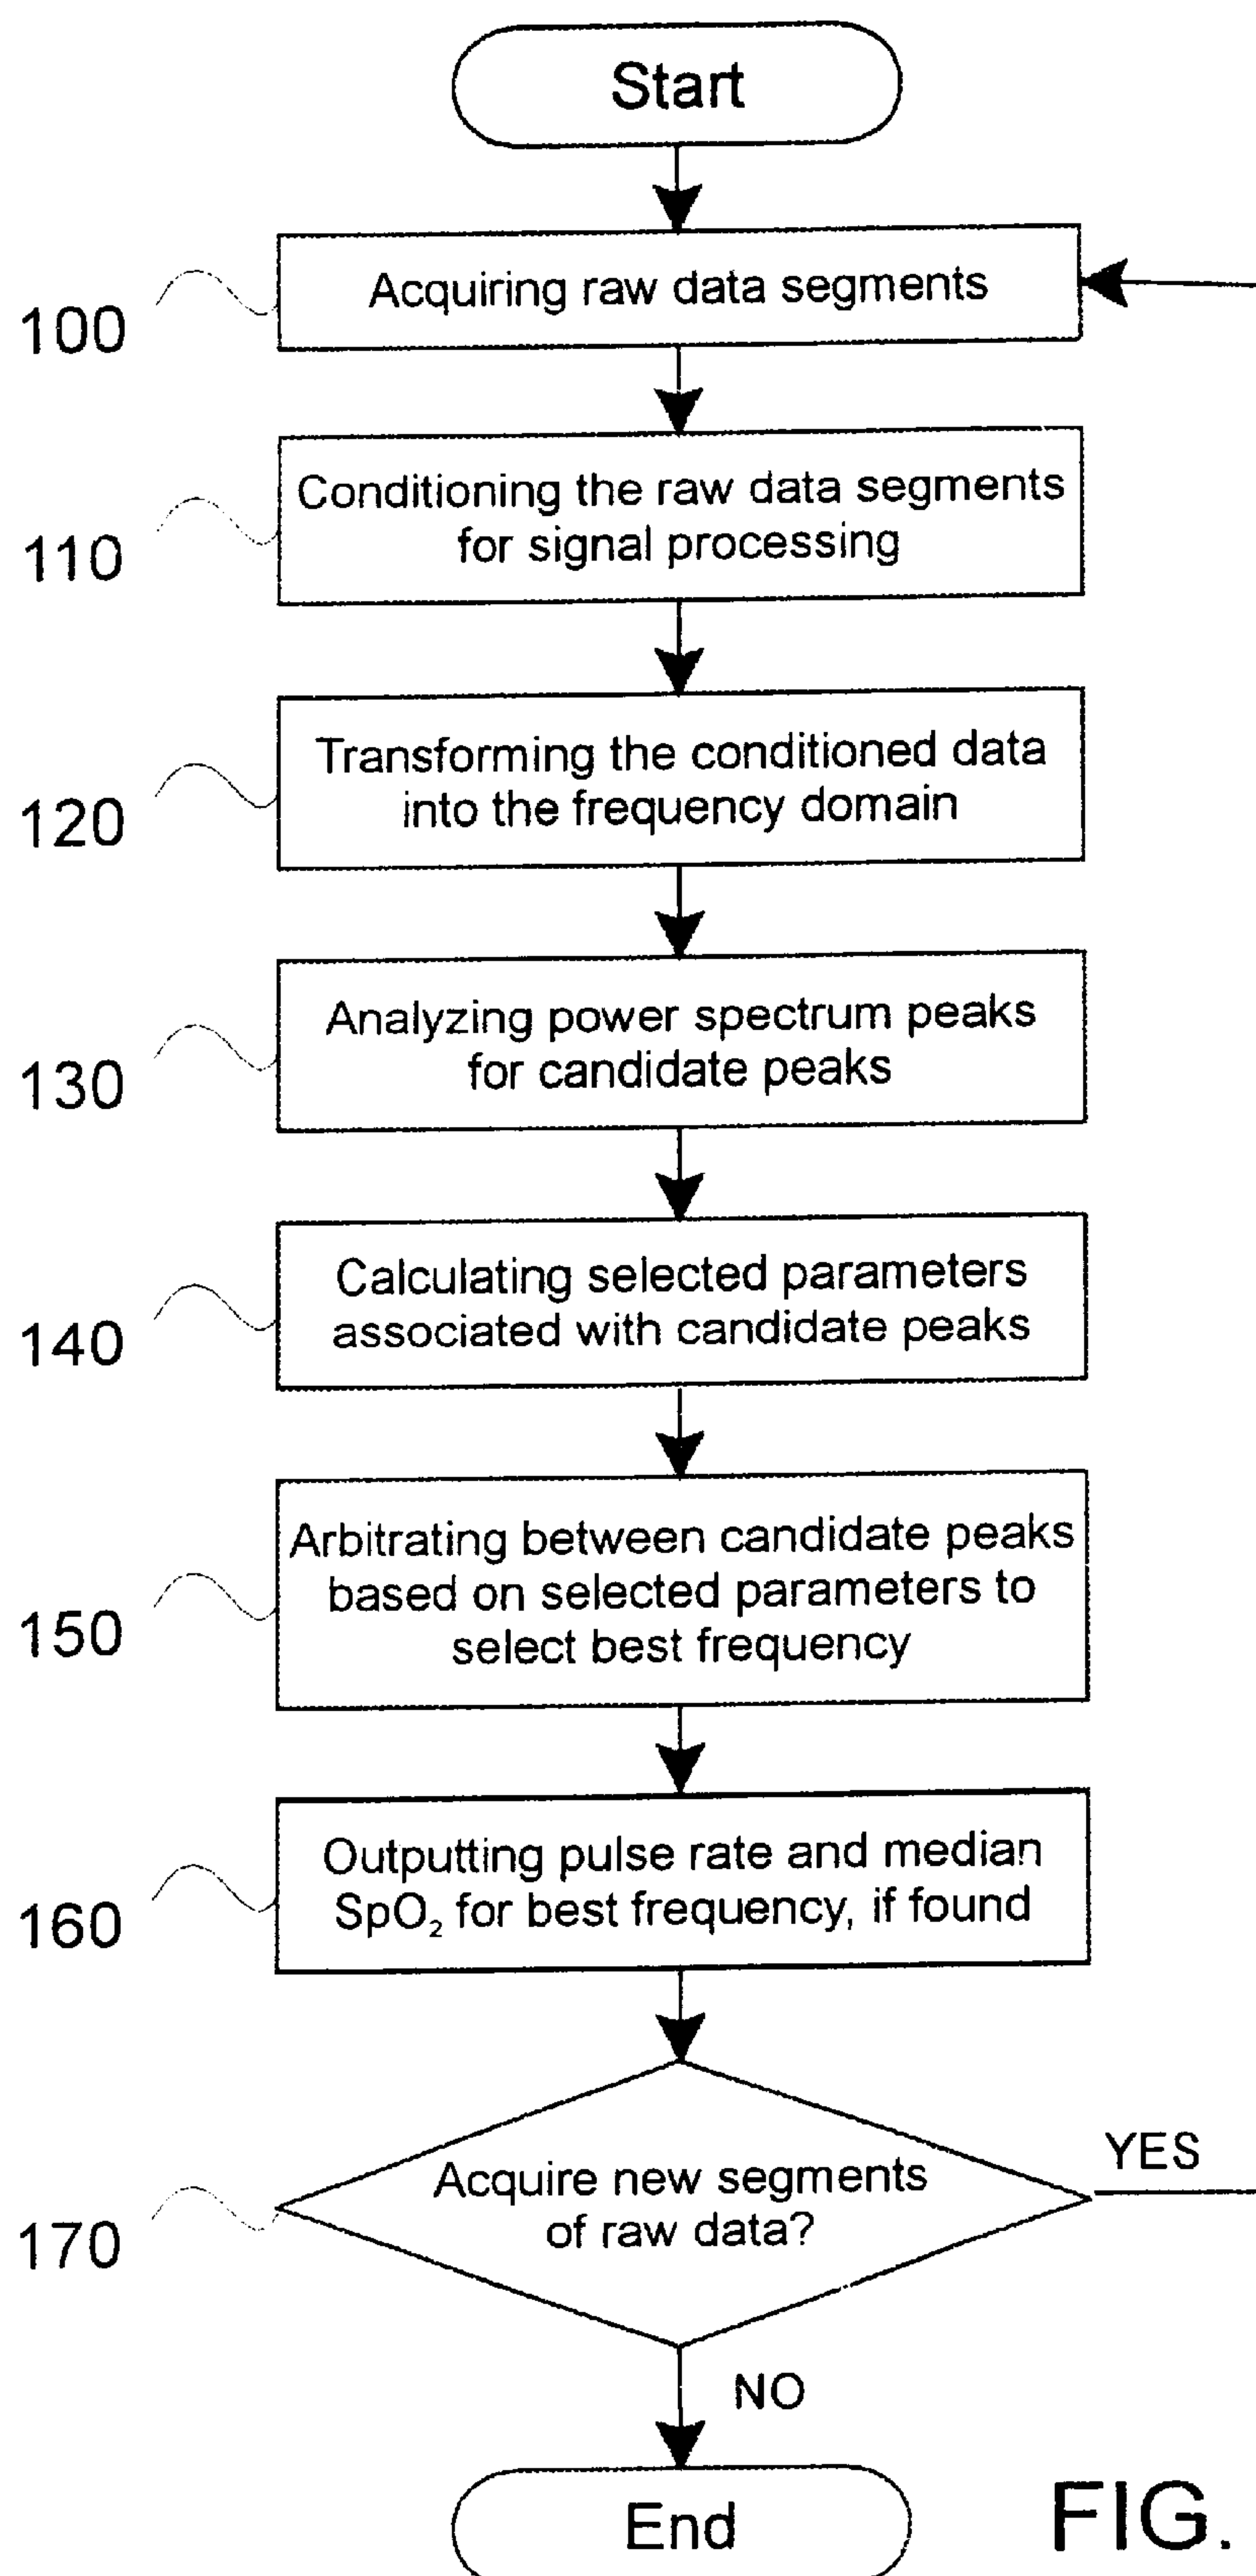 Start
Acquiring raw data segments
100
Conditioning the raw data segments
for signal processing
110
Transforming the conditioned data
into the frequency domain
120
Analyzing power spectrum peaks
for candidate peaks
130
Calculating selected parameters
associated with candidate peaks
140
Arbitrating between candidate peaks
based on selected parameters to
select best frequency
150
Outputting pulse rate and median
SpO₂ for best frequency, if found
160
YES
Acquire new segments
of raw data?
170
NO
End
FIG.